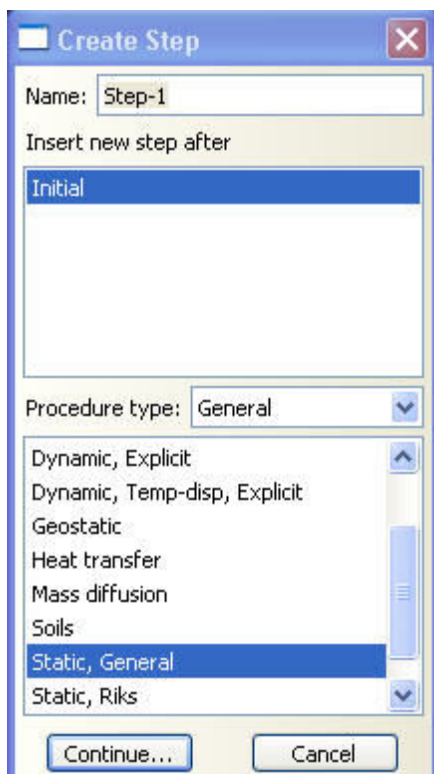 Create Step
Name: Step-1
Insert new step after
Initial
Procedure type: General
Dynamic, Explicit
Dynamic, Temp-disp, Explicit
Geostatic
Heat transfer
Mass diffusion
Soils
Static, General
Static, Riks
Continue... Cancel